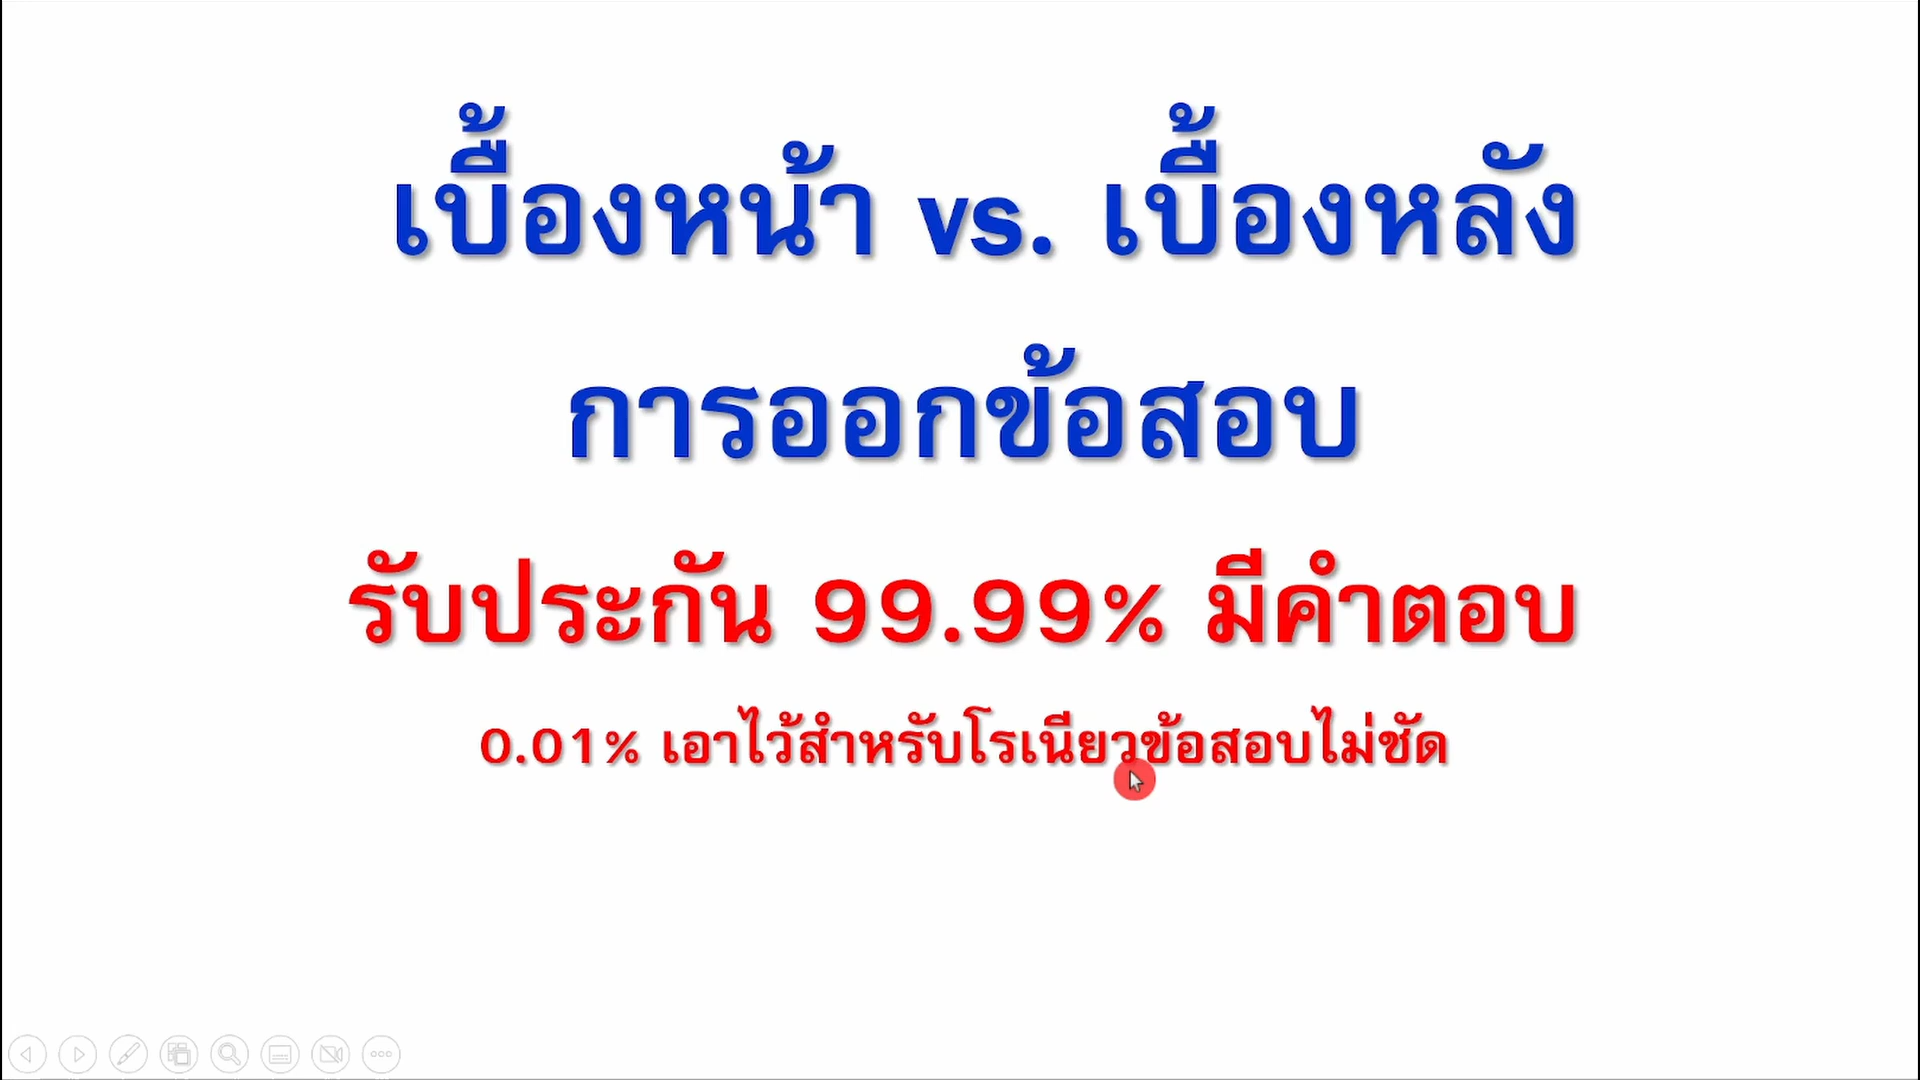 เบื้องหน้า vs. เบื้องหลัง
การออกข้อสอบ
รับประกัน 99.99% มีคำตอบ
0.01% เอาไว้สำหรับโรเนียวข้อสอบไม่ชัด